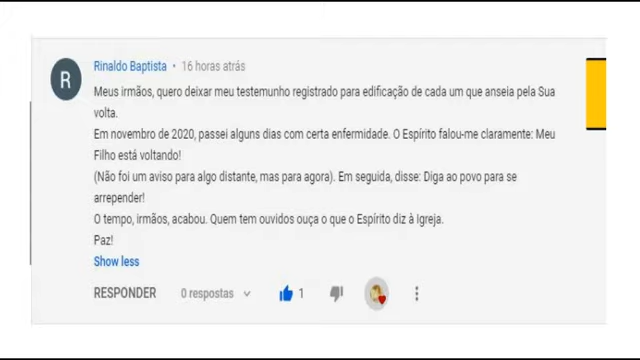 R
Rinaldo Baptista • 16 horas atrás
Meus irmãos, quero deixar meu testemunho registrado para edificação de cada um que anseia pela Sua
volta.
Em novembro de 2020, passei alguns dias com certa enfermidade. O Espírito falou-me claramente: Meu
Filho está voltando!
(Não foi um aviso para algo distante, mas para agora). Em seguida, disse: Diga ao povo para se
arrepender!
O tempo, irmãos, acabou. Quem tem ouvidos ouça o que o Espírito diz à Igreja.
Paz!
Show less
RESPONDER 0 respostas 1